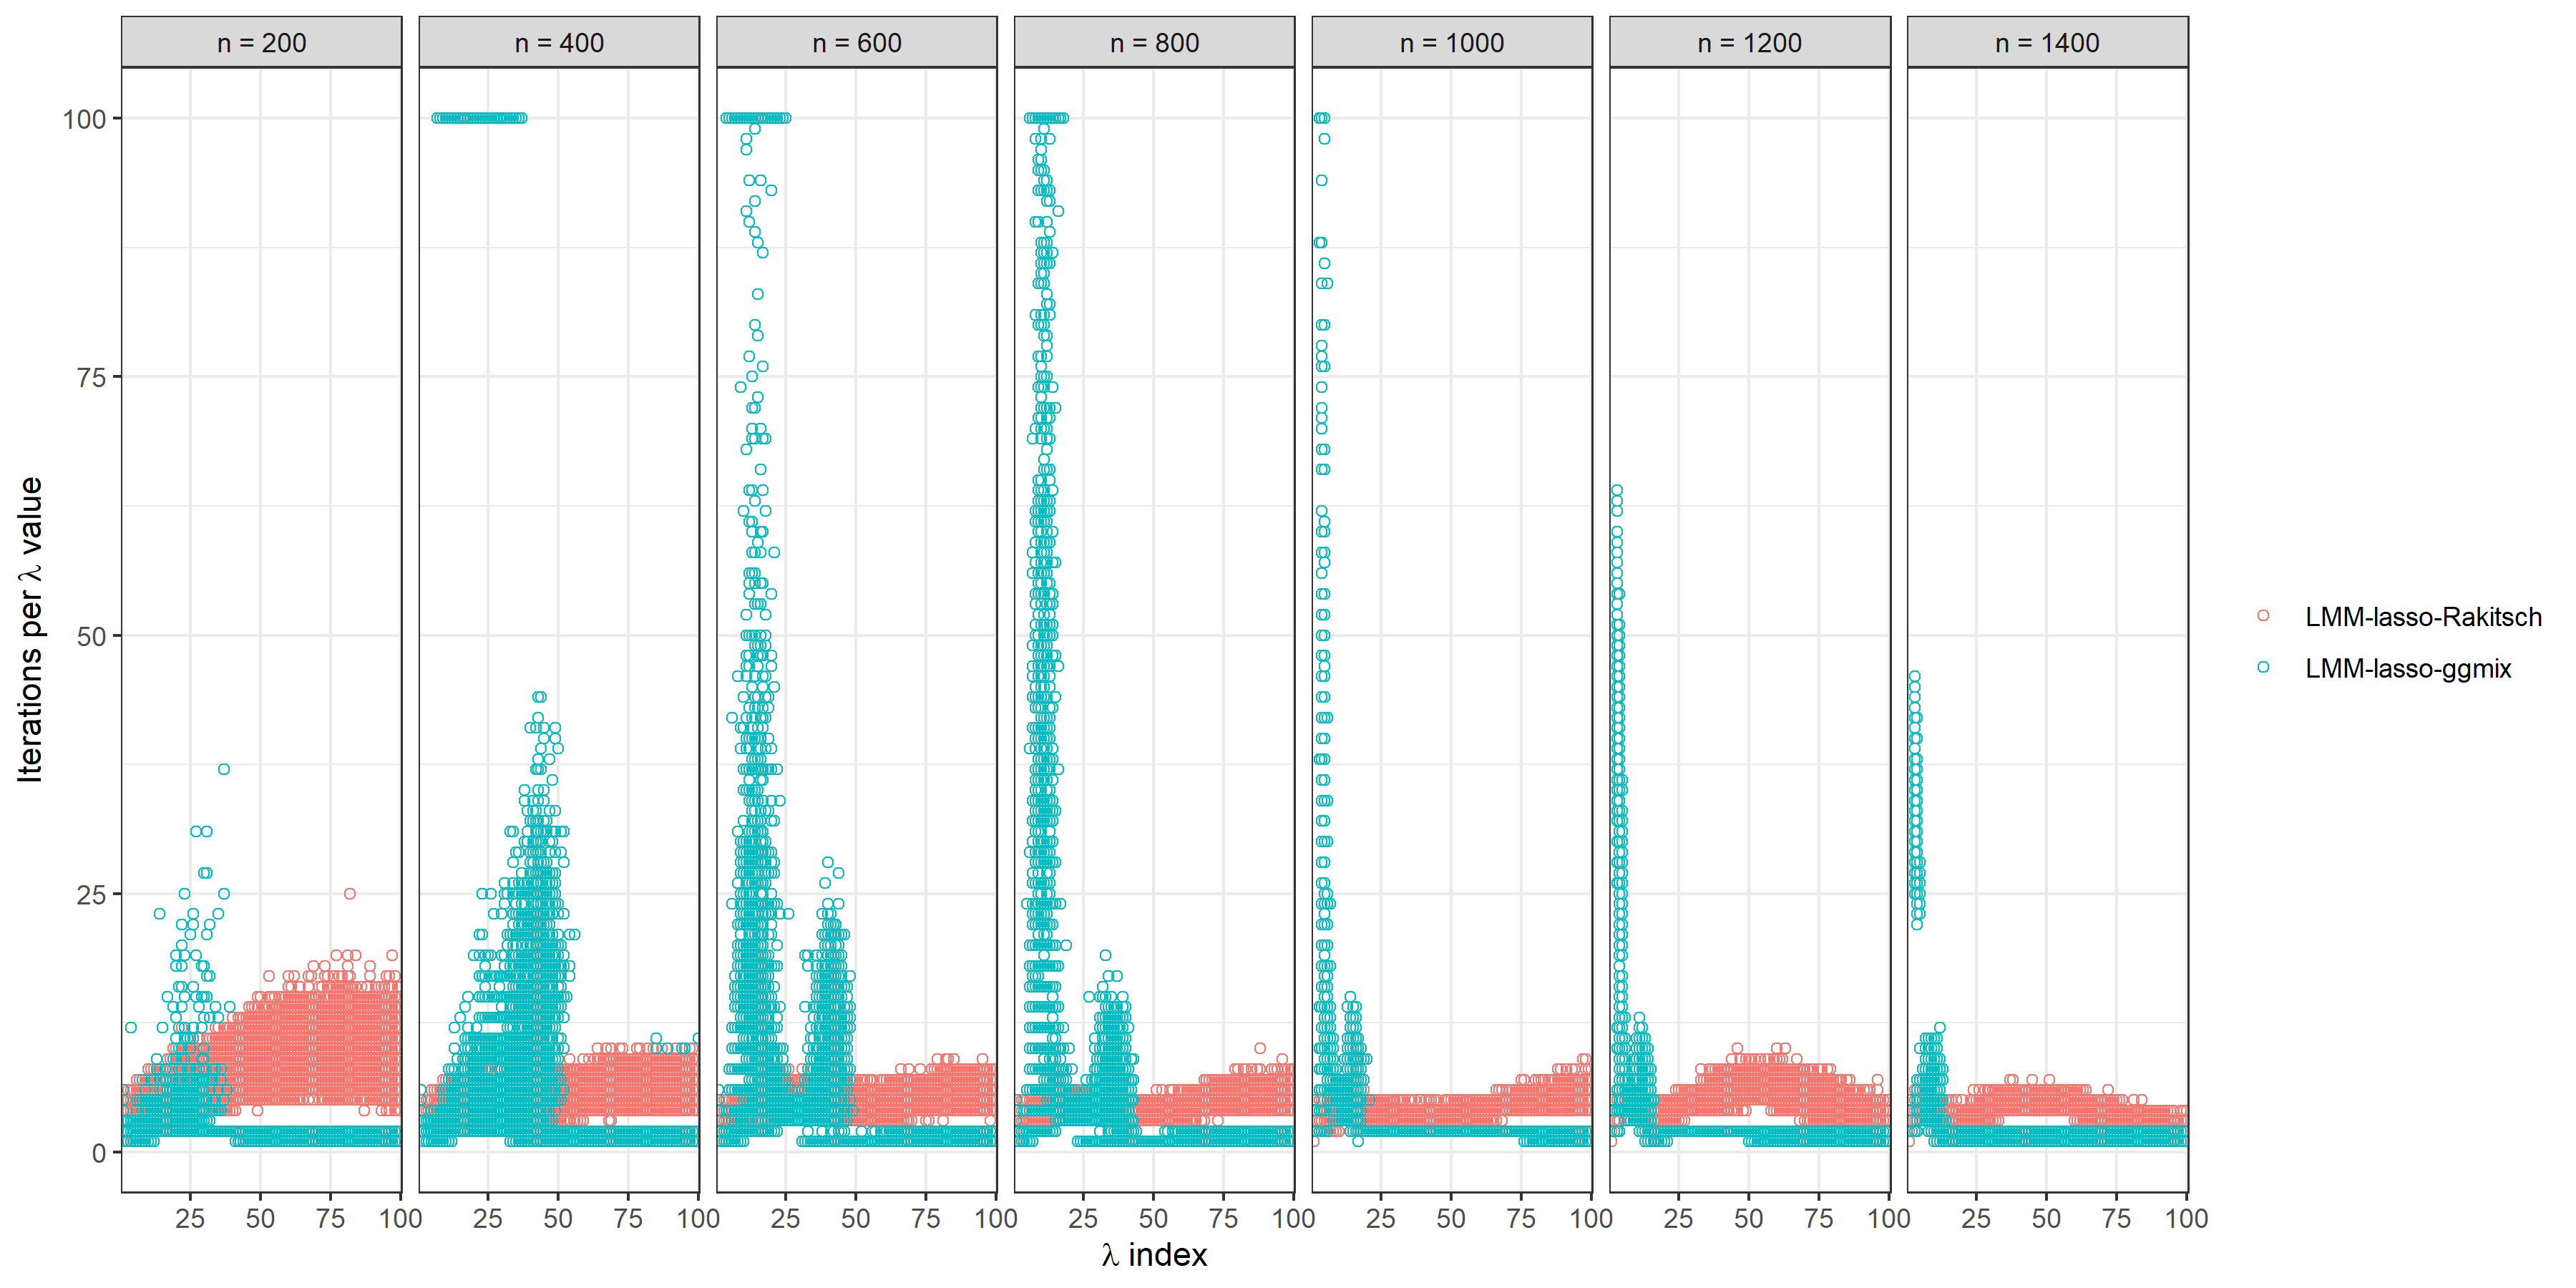 n = 200
n = 400
n = 600
n = 800
n = 1000
n = 1200
n = 1400
Iterations per λ value
100
75
50
25
0
25 50 75 100
25 50 75 100
25 50 75 100
25 50 75 100
25 50 75 100
25 50 75 100
25 50 75 100
λ index
LMM-lasso-Rakitsch
LMM-lasso-ggmix